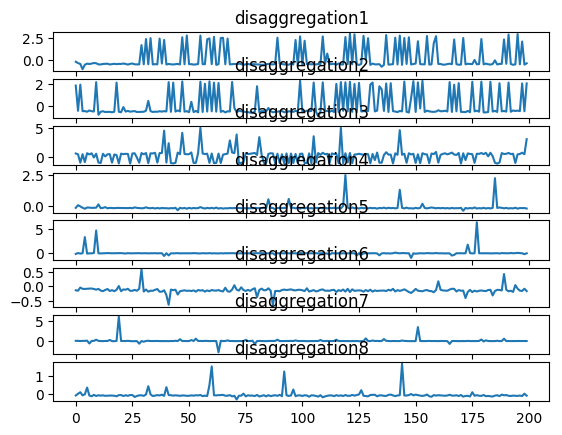 disaggregation1
2.5
0.0
disaggregation2
2
0
disaggregation3
5
0
disaggregation4
2.5
0.0
disaggregation5
5
0
disaggregation6
0.5
0.0
−0.5
disaggregation7
5
0
disaggregation8
1
0
0 25 50 75 100 125 150 175 200